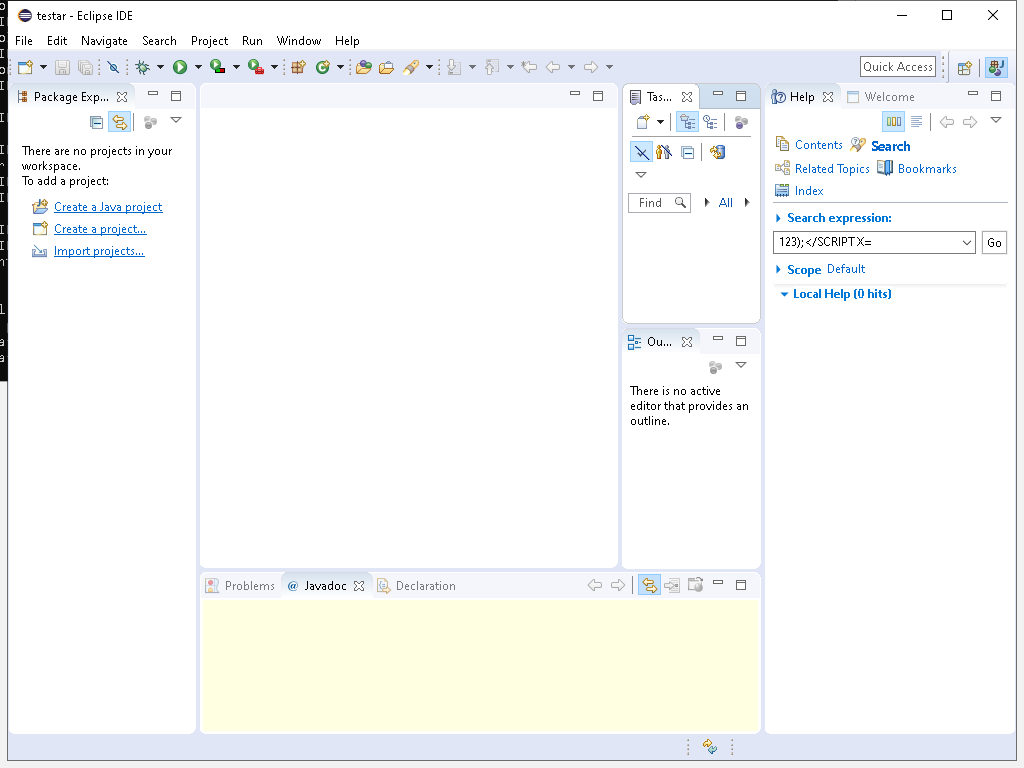 testar - Eclipse IDE
File Edit Navigate Search Project Run Window Help
Quick Access
Package Exp...
There are no projects in your
workspace.
To add a project:
Create a Java project
Create a project...
Import projects...
Tas...
Find
All
Ou...
There is no active
editor that provides an
outline.
Help
Welcome
Contents Search
Related Topics Bookmarks
Index
Search expression:
123);</SCRIPT X=
Go
Scope Default
Local Help (0 hits)
Problems @ Javadoc Declaration